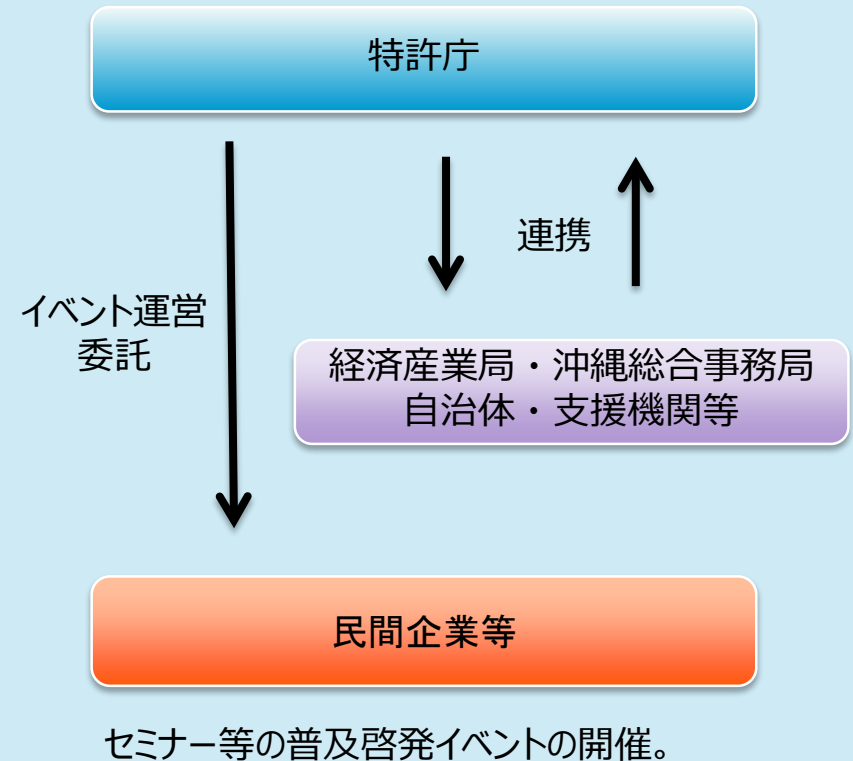 特許庁
連携
イベント運営
委託
経済産業局・沖縄総合事務局
自治体・支援機関等
民間企業等
セミナー等の普及啓発イベントの開催。